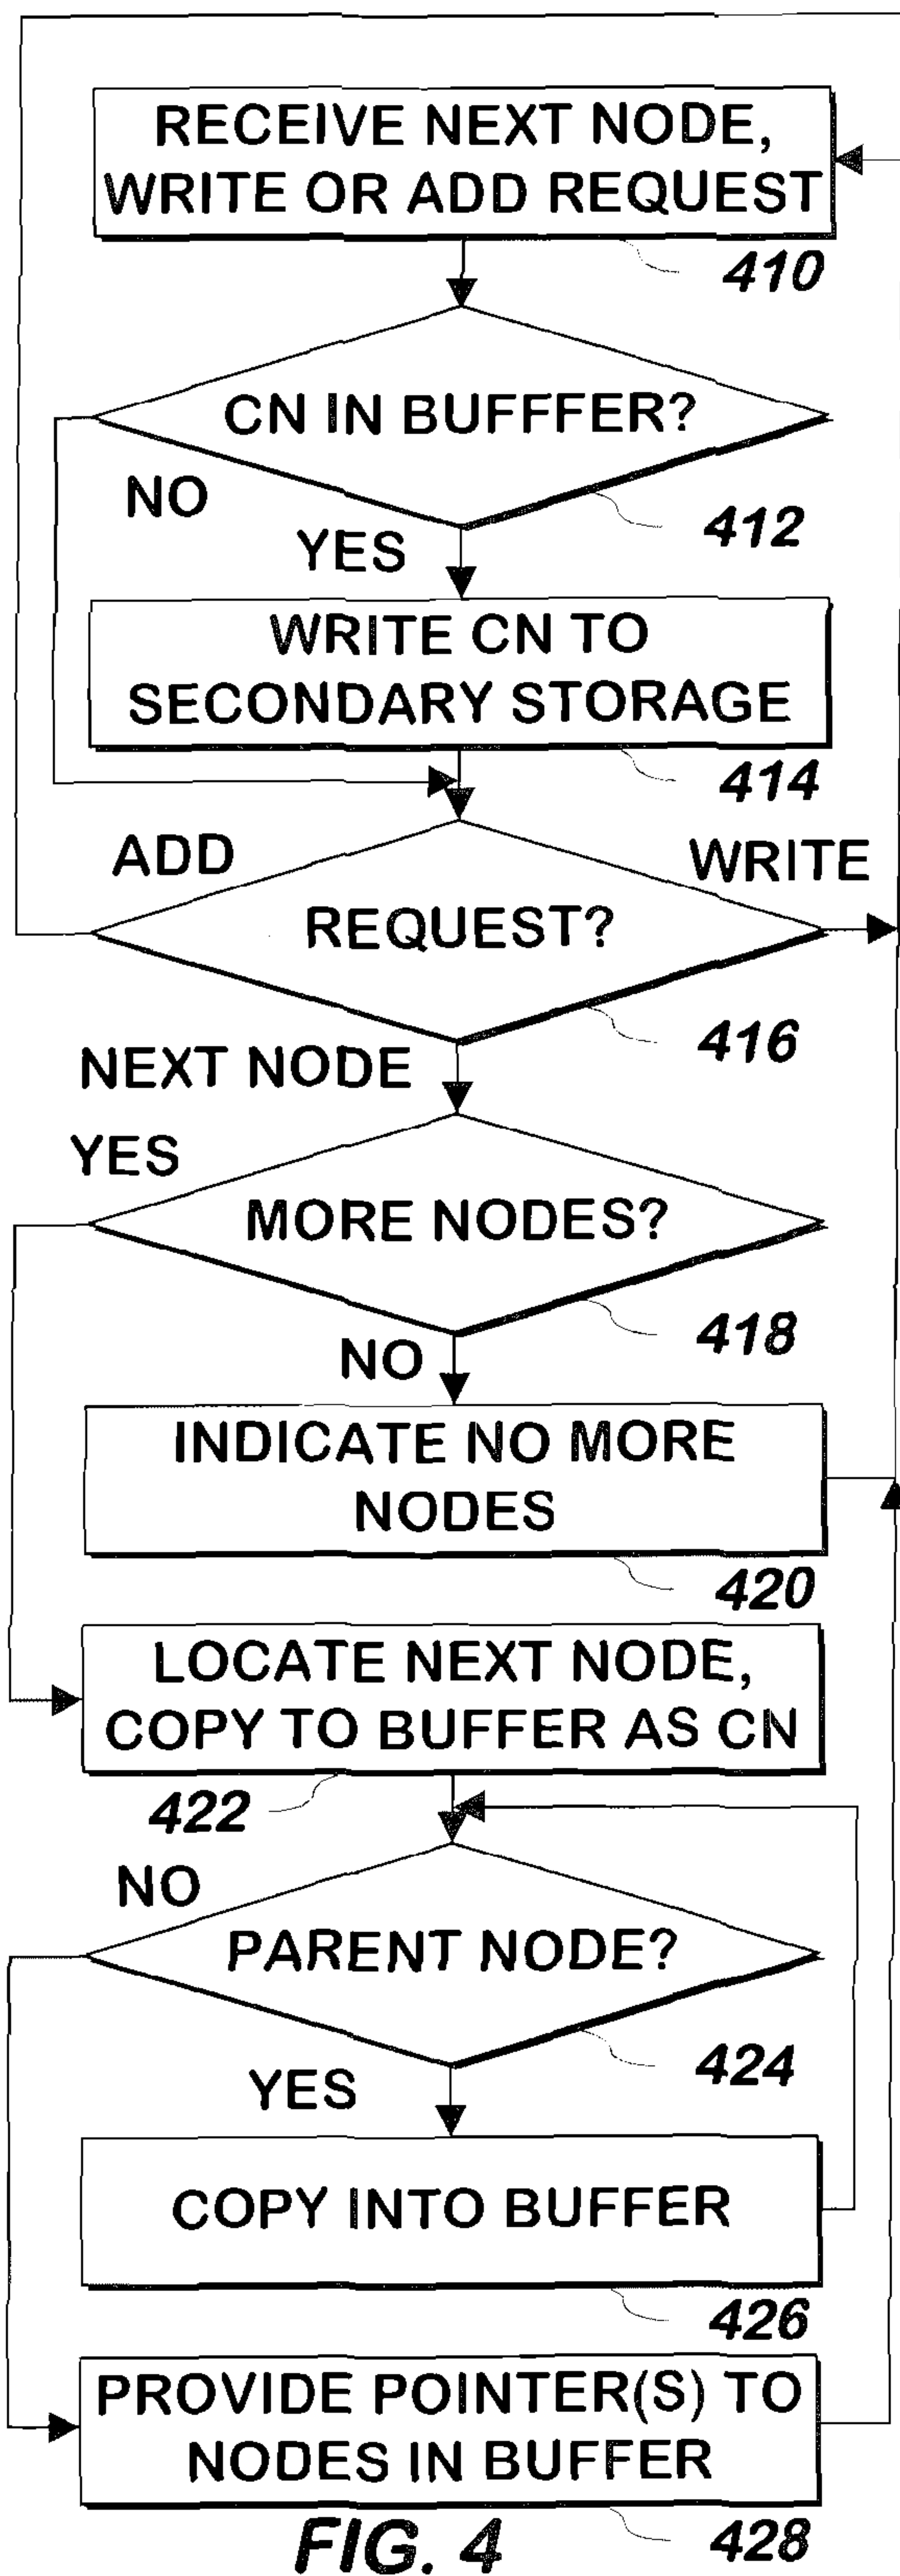 RECEIVE NEXT NODE,
WRITE OR ADD REQUEST
410
CN IN BUFFFER?
NO
412
YES
WRITE CN TO
SECONDARY STORAGE
414
ADD
WRITE
REQUEST?
416
NEXT NODE
YES
MORE NODES?
418
NO
INDICATE NO MORE
NODES
420
LOCATE NEXT NODE,
COPY TO BUFFER AS CN
422
NO
PARENT NODE?
424
YES
COPY INTO BUFFER
426
PROVIDE POINTER(S) TO
NODES IN BUFFER
428
FIG. 4